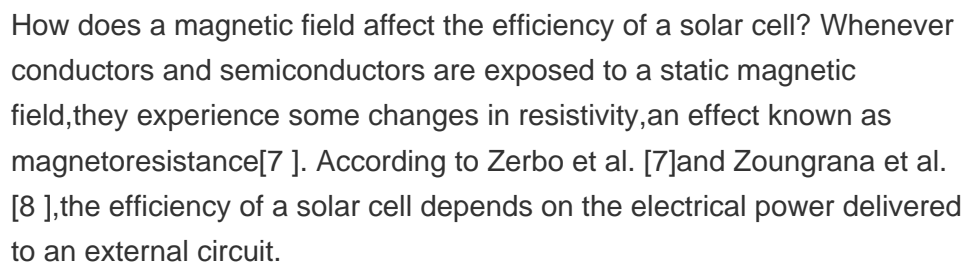 How does a magnetic field affect the efficiency of a solar cell? Whenever
conductors and semiconductors are exposed to a static magnetic
field,they experience some changes in resistivity,an effect known as
magnetoresistance[7 ]. According to Zerbo et al. [7]and Zoungrana et al.
[8 ],the efficiency of a solar cell depends on the electrical power delivered
to an external circuit.